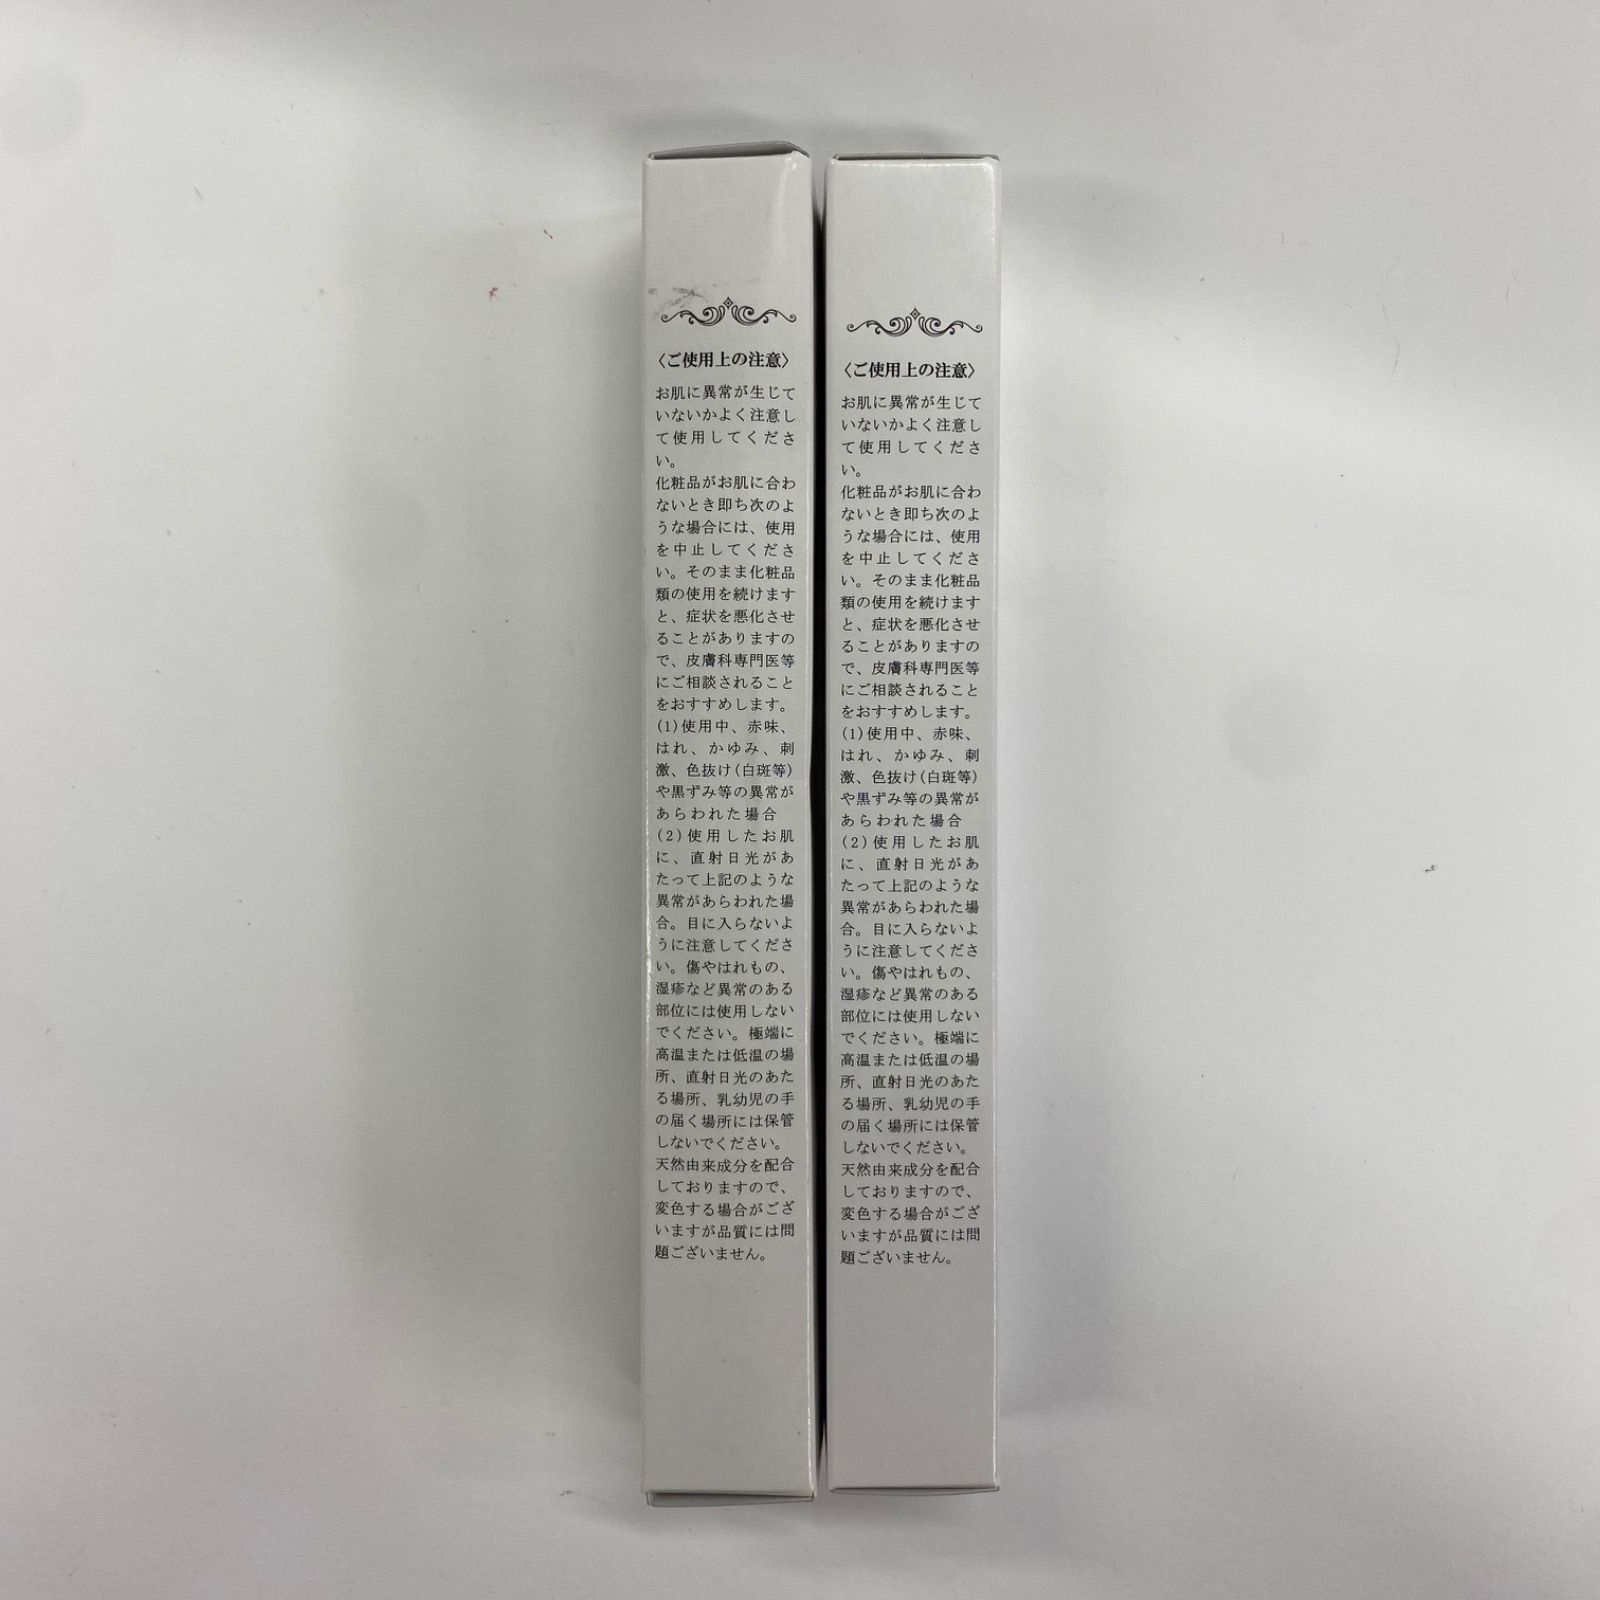 〈ご使用上の注意〉
お肌に異常が生じて
いないかよく注意し
て使用してくださ
い。
化粧品がお肌に合わ
ないとき即ち次のよ
うな場合には、使用
を中止してくださ
い。そのまま化粧品
類の使用を続けます
と、症状を悪化させ
ることがありますの
で、皮膚科専門医等
にご相談されること
をおすすめします。
(1)使用中、赤味、
はれ、かゆみ、刺
激、色抜け(白斑等)
や黒ずみ等の異常が
あらわれた場合
(2)使用したお肌
に、直射日光があ
たって上記のような
異常があらわれた場
合。目に入らないよ
うに注意してくださ
い。傷やはれもの、
湿疹など異常のある
部位には使用しない
でください。極端に
高温または低温の場
所、直射日光のあた
る場所、乳幼児の手
の届く場所には保管
しないでください。
天然由来成分を配合
しておりますので、
変色する場合がござ
いますが品質には問
題ございません。
〈ご使用上の注意〉
お肌に異常が生じて
いないかよく注意し
て使用してくださ
い。
化粧品がお肌に合わ
ないとき即ち次のよ
うな場合には、使用
を中止してくださ
い。そのまま化粧品
類の使用を続けます
と、症状を悪化させ
ることがありますの
で、皮膚科専門医等
にご相談されること
をおすすめします。
(1)使用中、赤味、
はれ、かゆみ、刺
激、色抜け(白斑等)
や黒ずみ等の異常が
あらわれた場合
(2)使用したお肌
に、直射日光があ
たって上記のような
異常があらわれた場
合。目に入らないよ
うに注意してくださ
い。傷やはれもの、
湿疹など異常のある
部位には使用しない
でください。極端に
高温または低温の場
所、直射日光のあた
る場所、乳幼児の手
の届く場所には保管
しないでください。
天然由来成分を配合
しておりますので、
変色する場合がござ
いますが品質には問
題ございません。